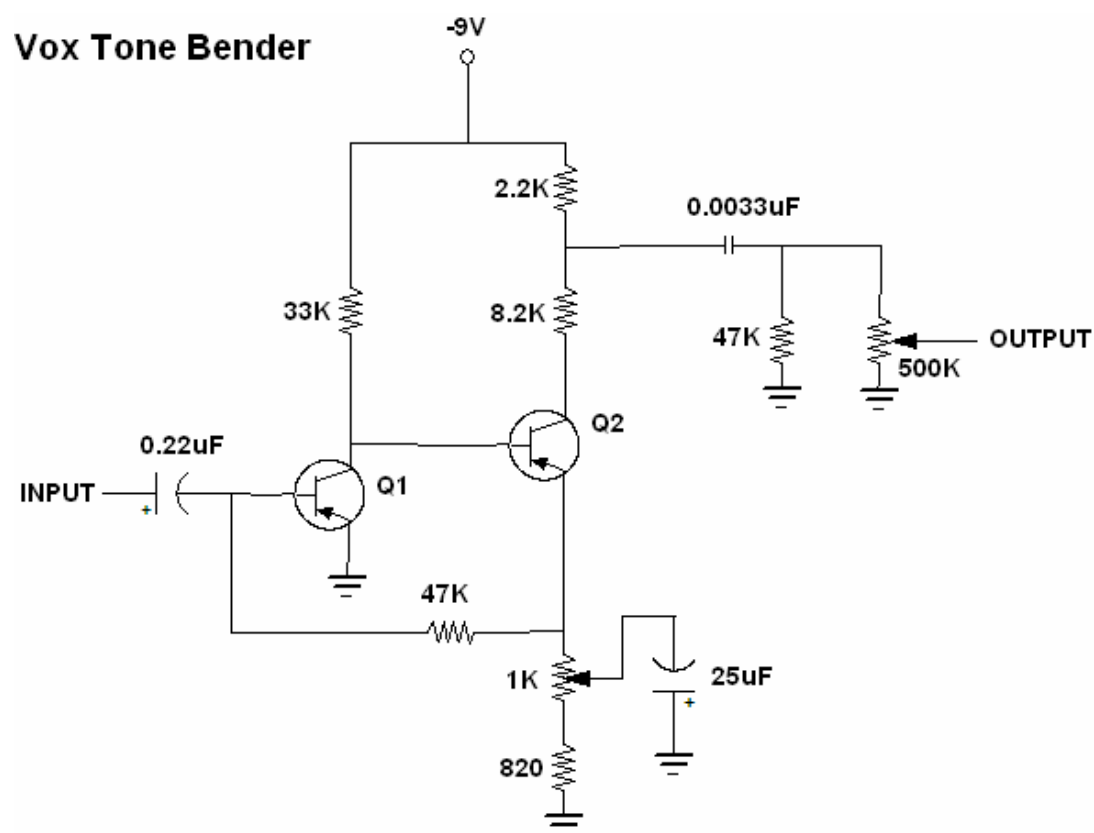 Vox Tone Bender
-9V
2.2K
0.0033uF
33K
8.2K
47K
500K
OUTPUT
Q2
0.22uF
INPUT
+
Q1
47K
1K
25uF
+
820